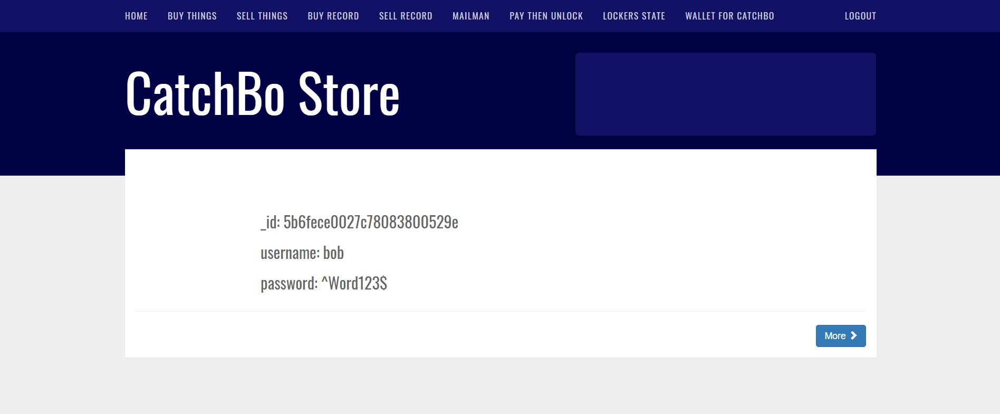 HOME BUY THINGS SELL THINGS BUY RECORD SELL RECORD MAILMAN PAY THEN UNLOCK LOCKERS STATE WALLET FOR CATCHBO LOGOUT
CatchBo Store
_id: 5b6fece0027c78083800529e
username: bob
password: ^Word123$
More